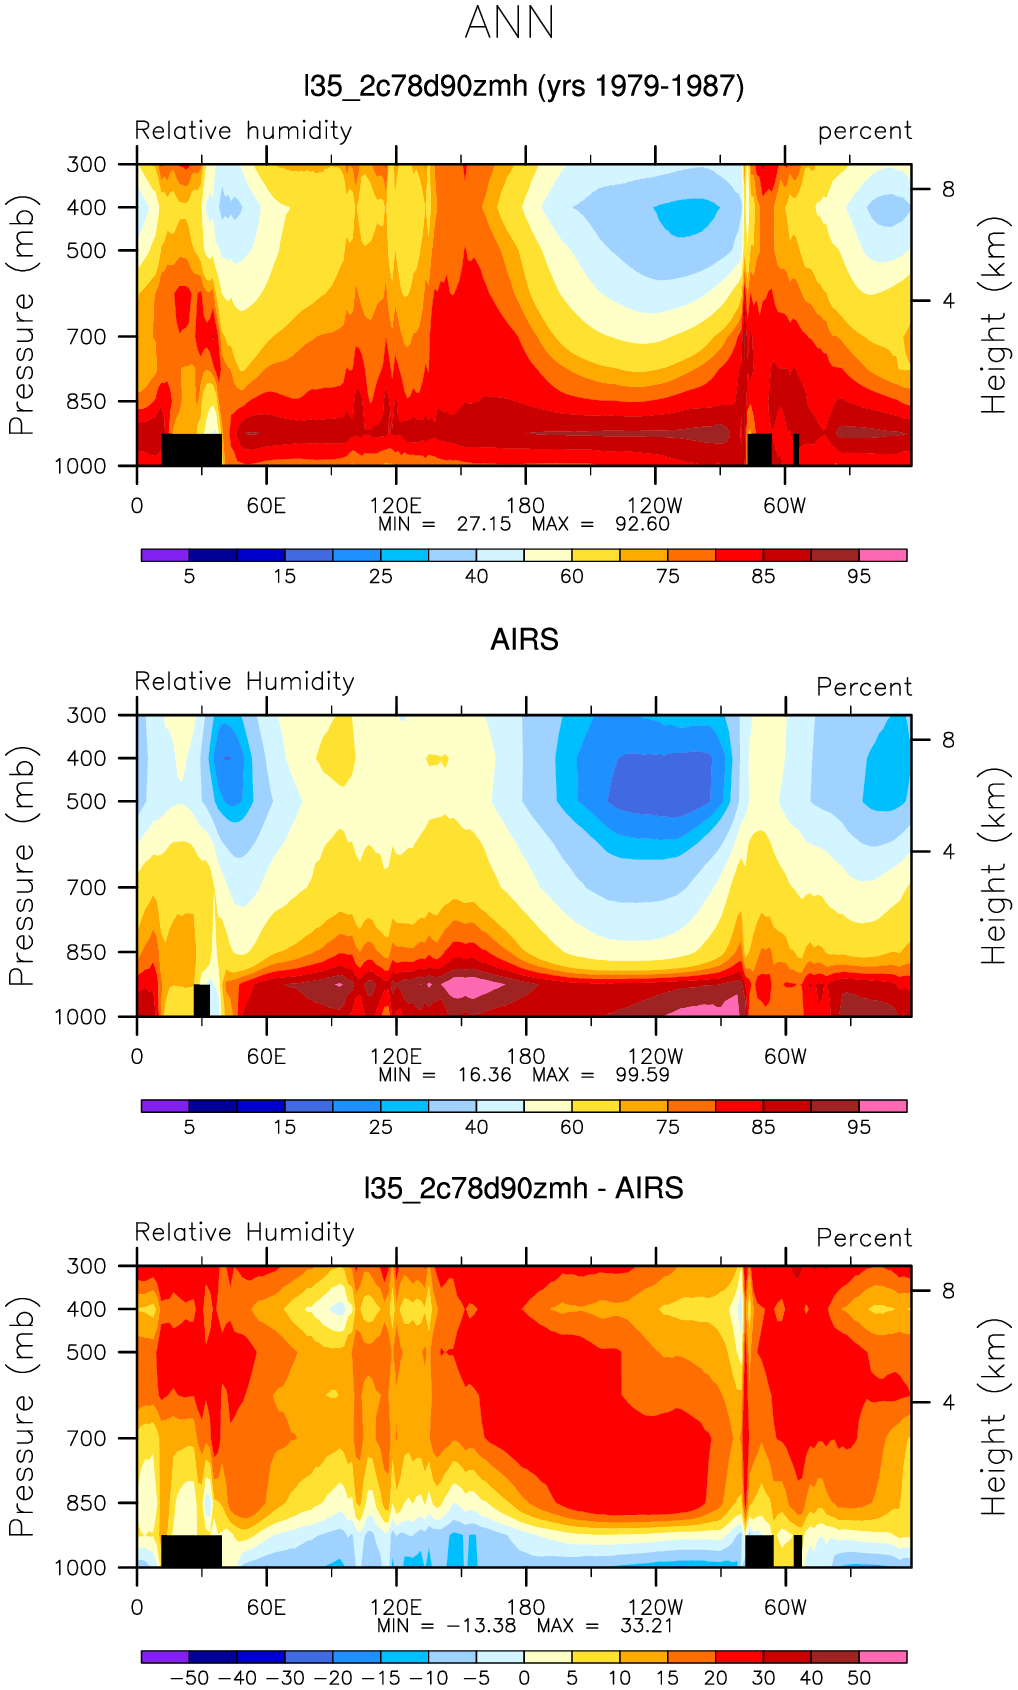 ANN
l35_2c78d90zmh (yrs 1979-1987)
Relative humidity percent
300
400
500
700
850
1000
Pressure (mb)
8
4
Height (km)
0 60E 120E 180 120W 60W
MIN = 27.15 MAX = 92.60
5 15 25 40 60 75 85 95
AIRS
Relative Humidity Percent
300
400
500
700
850
1000
Pressure (mb)
8
4
Height (km)
0 60E 120E 180 120W 60W
MIN = 16.36 MAX = 99.59
5 15 25 40 60 75 85 95
l35_2c78d90zmh - AIRS
Relative Humidity Percent
300
400
500
700
850
1000
Pressure (mb)
8
4
Height (km)
0 60E 120E 180 120W 60W
MIN = -13.38 MAX = 33.21
-50 -40 -30 -20 -15 -10 -5 0 5 10 15 20 30 40 50